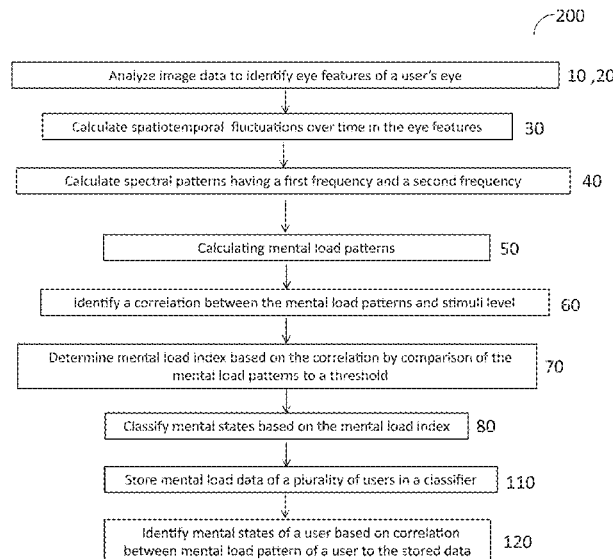 200
Analyze image data to identify eye features of a user's eye
10 ,20
Calculate spatiotemporal fluctuations over time in the eye features
30
Calculate spectral patterns having a first frequency and a second frequency
40
Calculating mental load patterns
50
Identify a correlation between the mental load patterns and stimuli level
60
Determine mental load index based on the correlation by comparison of the
mental load patterns to a threshold
70
Classify mental states based on the mental load index
80
Store mental load data of a plurality of users in a classifier
110
Identify mental states of a user based on correlation
between mental load pattern of a user to the stored data
120